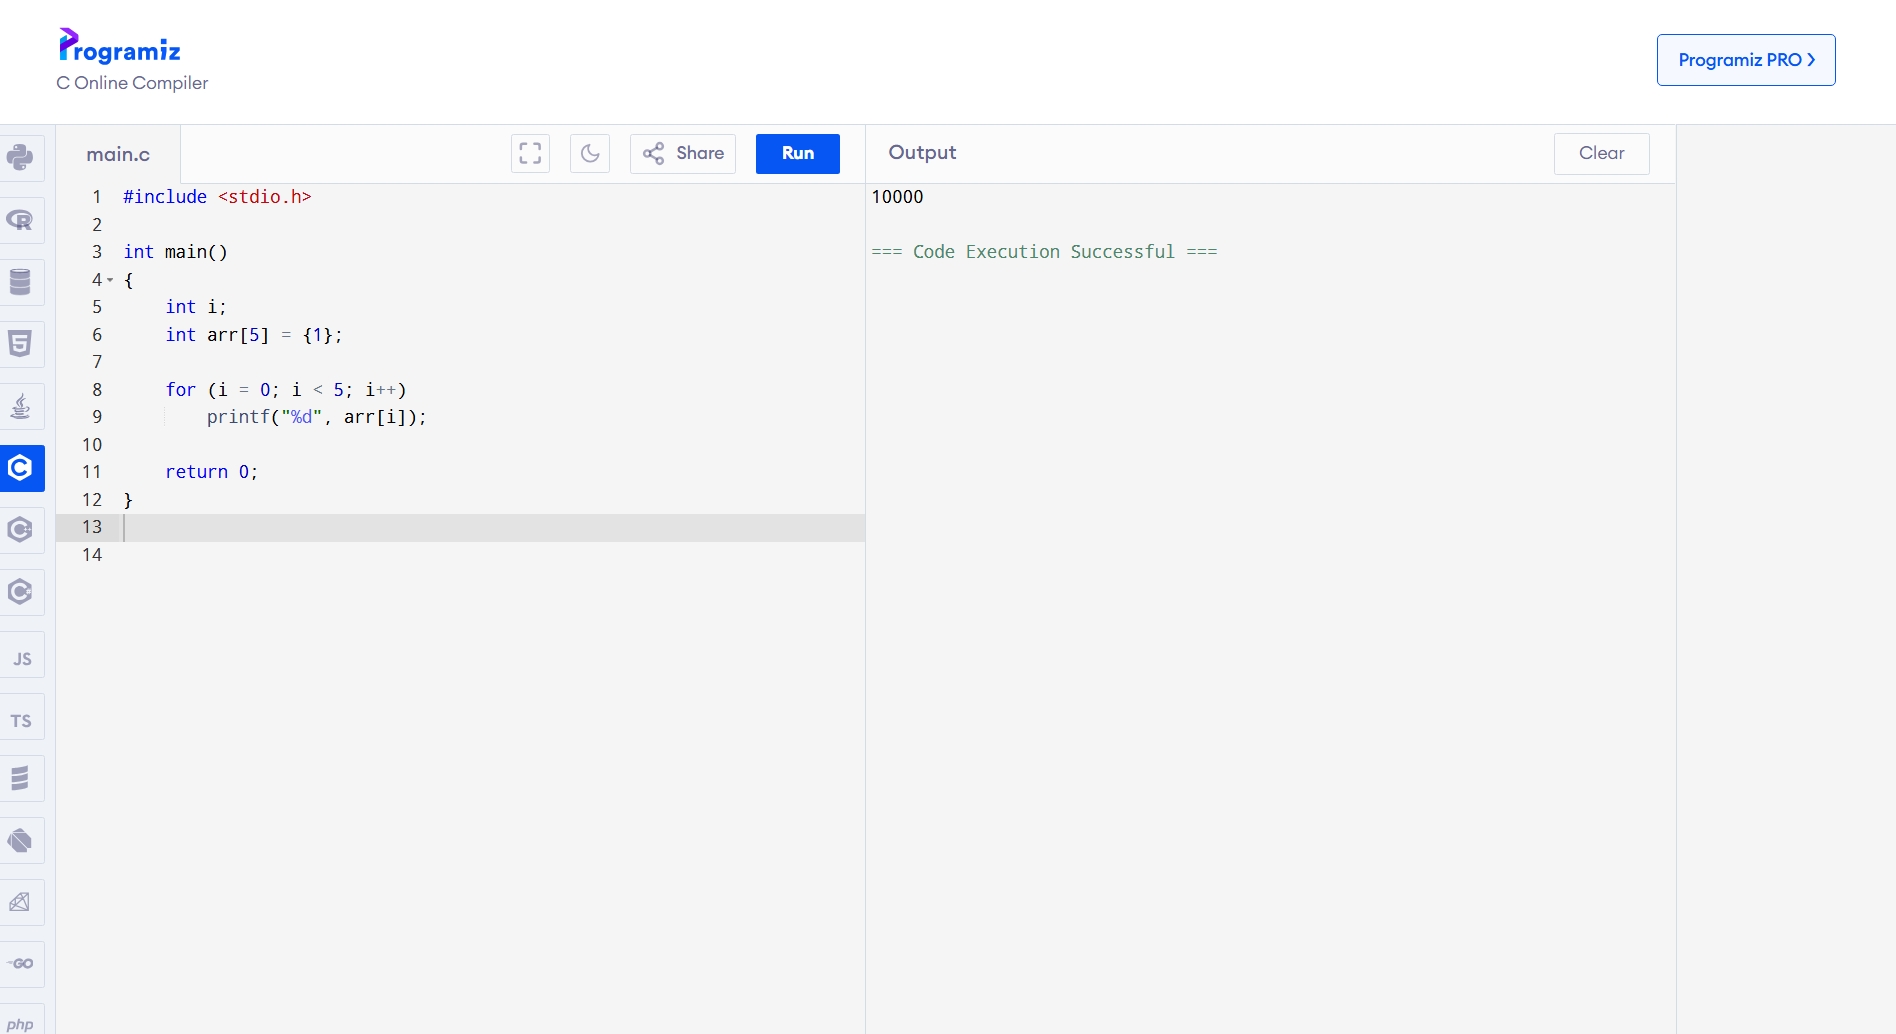 Programiz
C Online Compiler
Programiz PRO
main.c
Share
Run
Output
Clear
1 #include <stdio.h>
2
3 int main()
4 {
5     int i;
6     int arr[5] = {1};
7
8     for (i = 0; i < 5; i++)
9         printf("%d", arr[i]);
10
11     return 0;
12 }
13
14
10000
=== Code Execution Successful ===
JS
TS
GO
php